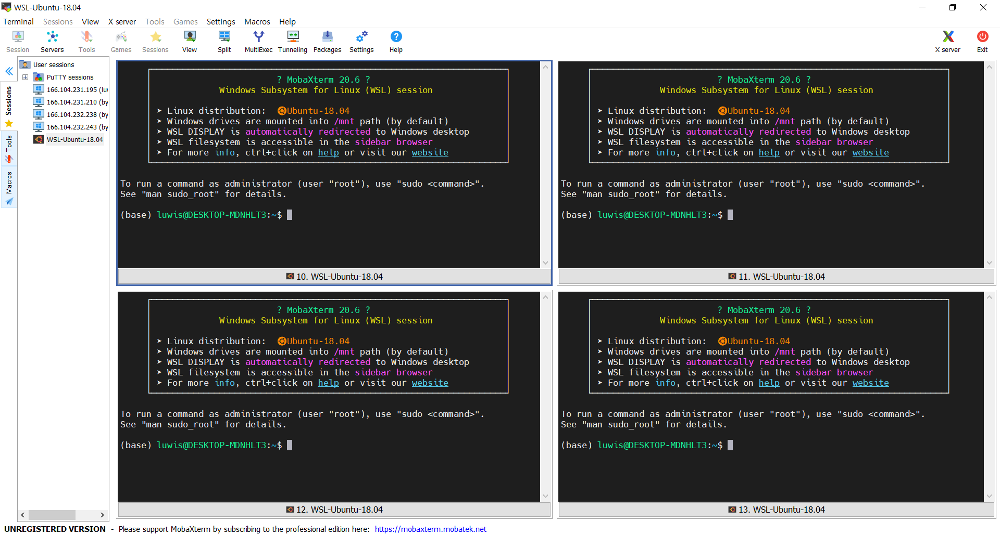 WSL-Ubuntu-18.04
Terminal Sessions View X server Tools Games Settings Macros Help
Session Servers Tools Games Sessions View Split MultiExec Tunneling Packages Settings Help X server Exit
Sessions
Tools
Macros
User sessions
PuTTY sessions
166.104.231.195 (lu
166.104.231.210 (by
166.104.232.238 (by
166.104.232.243 (by
WSL-Ubuntu-18.04
? MobaXterm 20.6 ?
Windows Subsystem for Linux (WSL) session
➤ Linux distribution: Ubuntu-18.04
➤ Windows drives are mounted into /mnt path (by default)
➤ WSL DISPLAY is automatically redirected to Windows desktop
➤ WSL filesystem is accessible in the sidebar browser
➤ For more info, ctrl+click on help or visit our website
To run a command as administrator (user "root"), use "sudo <command>".
See "man sudo_root" for details.
(base) luwis@DESKTOP-MDNHLT3:~$
10. WSL-Ubuntu-18.04
? MobaXterm 20.6 ?
Windows Subsystem for Linux (WSL) session
➤ Linux distribution: Ubuntu-18.04
➤ Windows drives are mounted into /mnt path (by default)
➤ WSL DISPLAY is automatically redirected to Windows desktop
➤ WSL filesystem is accessible in the sidebar browser
➤ For more info, ctrl+click on help or visit our website
To run a command as administrator (user "root"), use "sudo <command>".
See "man sudo_root" for details.
(base) luwis@DESKTOP-MDNHLT3:~$
11. WSL-Ubuntu-18.04
? MobaXterm 20.6 ?
Windows Subsystem for Linux (WSL) session
➤ Linux distribution: Ubuntu-18.04
➤ Windows drives are mounted into /mnt path (by default)
➤ WSL DISPLAY is automatically redirected to Windows desktop
➤ WSL filesystem is accessible in the sidebar browser
➤ For more info, ctrl+click on help or visit our website
To run a command as administrator (user "root"), use "sudo <command>".
See "man sudo_root" for details.
(base) luwis@DESKTOP-MDNHLT3:~$
12. WSL-Ubuntu-18.04
? MobaXterm 20.6 ?
Windows Subsystem for Linux (WSL) session
➤ Linux distribution: Ubuntu-18.04
➤ Windows drives are mounted into /mnt path (by default)
➤ WSL DISPLAY is automatically redirected to Windows desktop
➤ WSL filesystem is accessible in the sidebar browser
➤ For more info, ctrl+click on help or visit our website
To run a command as administrator (user "root"), use "sudo <command>".
See "man sudo_root" for details.
(base) luwis@DESKTOP-MDNHLT3:~$
13. WSL-Ubuntu-18.04
UNREGISTERED VERSION - Please support MobaXterm by subscribing to the professional edition here: https://mobaxterm.mobatek.net